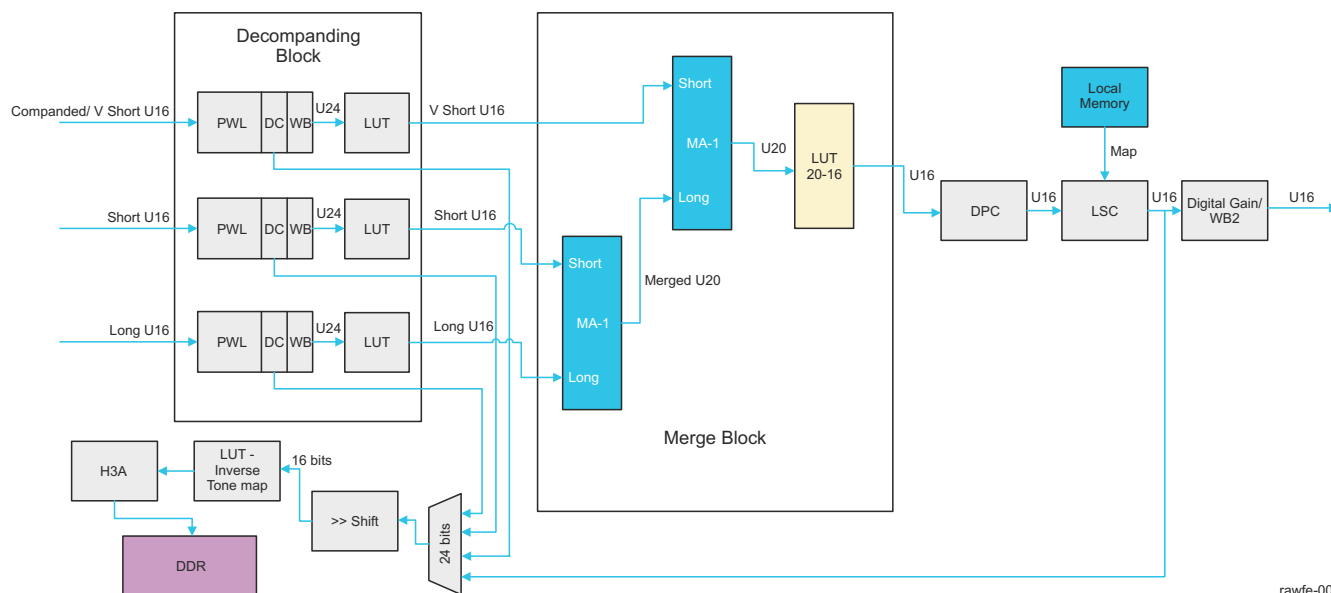 Decompanding
Block
Companded/ V Short U16
PWL
DC
WB
U24
LUT
V Short U16
Short U16
PWL
DC
WB
U24
LUT
Short U16
Long U16
PWL
DC
WB
U24
LUT
Long U16
Short
MA-1
Long
Merged U20
Short
MA-1
Long
U20
LUT
20-16
Merge Block
U16
DPC
U16
Local
Memory
Map
LSC
U16
Digital Gain/
WB2
U16
H3A
LUT -
Inverse
Tone map
16 bits
>> Shift
24 bits
DDR
rawfe-00